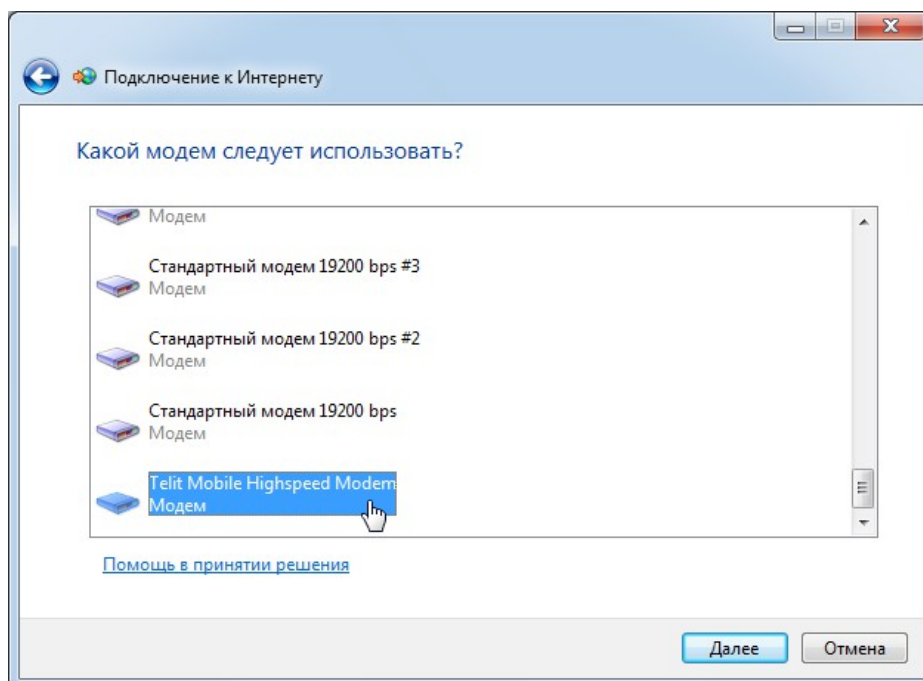 Подключение к Интернету
Какой модем следует использовать?
Модем
Стандартный модем 19200 bps #3
Модем
Стандартный модем 19200 bps #2
Модем
Стандартный модем 19200 bps
Модем
Telit Mobile Highspeed Modem
Модем
Помощь в принятии решения
Далее
Отмена